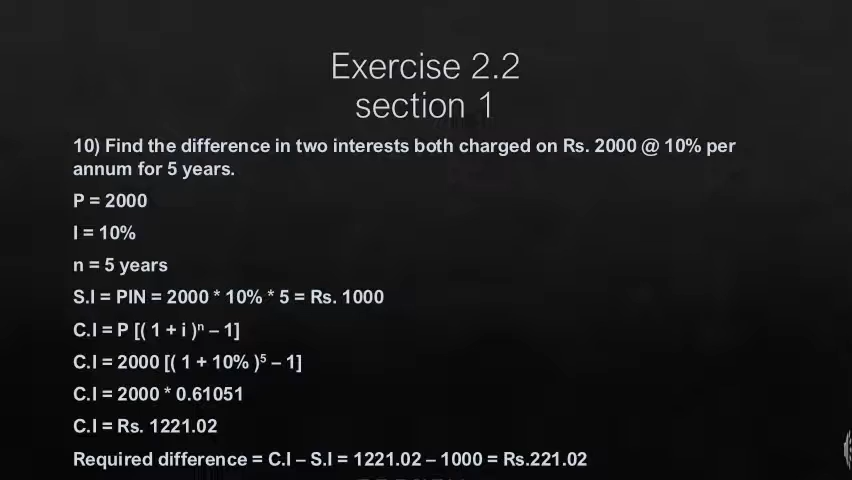 Exercise 2.2
section 1
10) Find the difference in two interests both charged on Rs. 2000 @ 10% per
annum for 5 years.
P = 2000
I = 10%
n = 5 years
S.I = PIN = 2000 * 10% * 5 = Rs. 1000
C.I = P [( 1 + i )ⁿ – 1]
C.I = 2000 [( 1 + 10% )⁵ – 1]
C.I = 2000 * 0.61051
C.I = Rs. 1221.02
Required difference = C.I – S.I = 1221.02 – 1000 = Rs.221.02